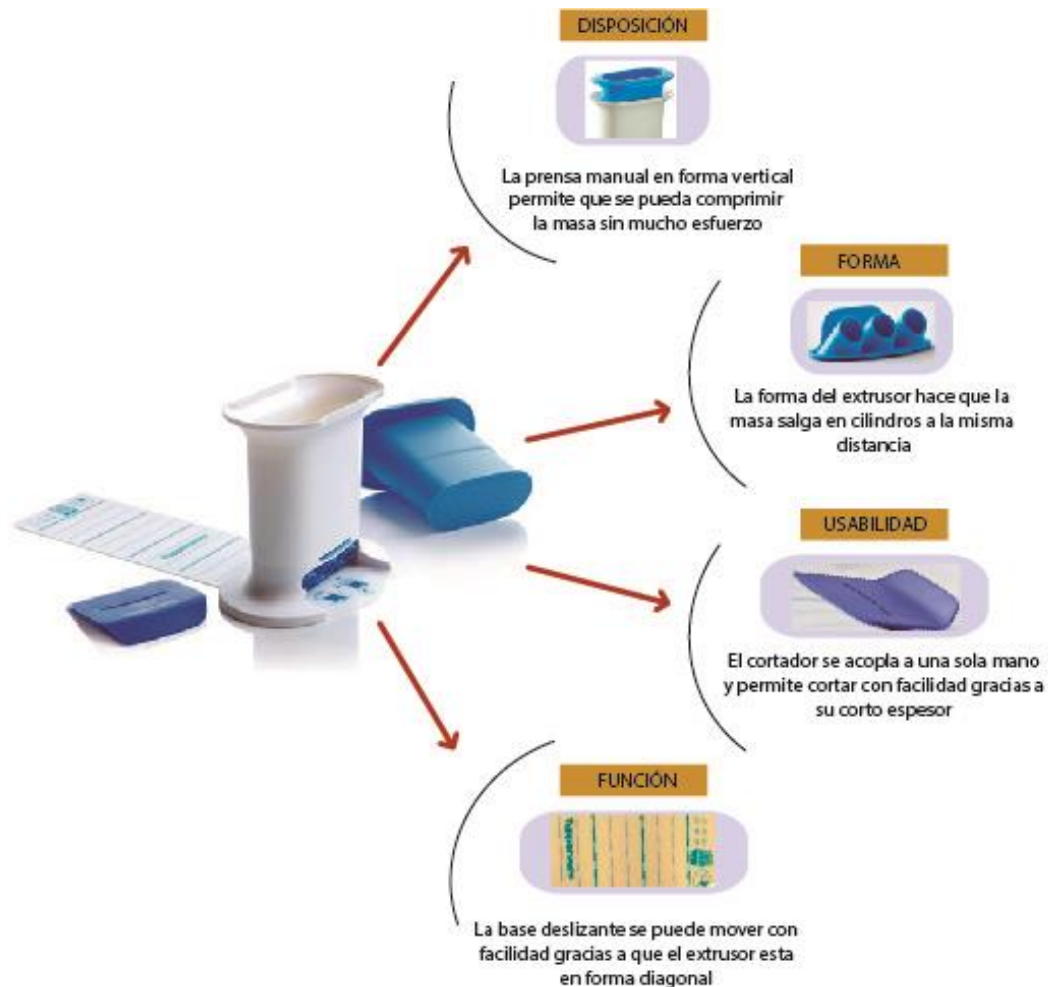 DISPOSICIÓN
La prensa manual en forma vertical
permite que se pueda comprimir
la masa sin mucho esfuerzo
FORMA
La forma del extrusor hace que la
masa salga en cilindros a la misma
distancia
USABILIDAD
El cortador se acopla a una sola mano
y permite cortar con facilidad gracias a
su corto espesor
FUNCIÓN
Tupperware
La base deslizante se puede mover con
facilidad gracias a que el extrusor esta
en forma diagonal